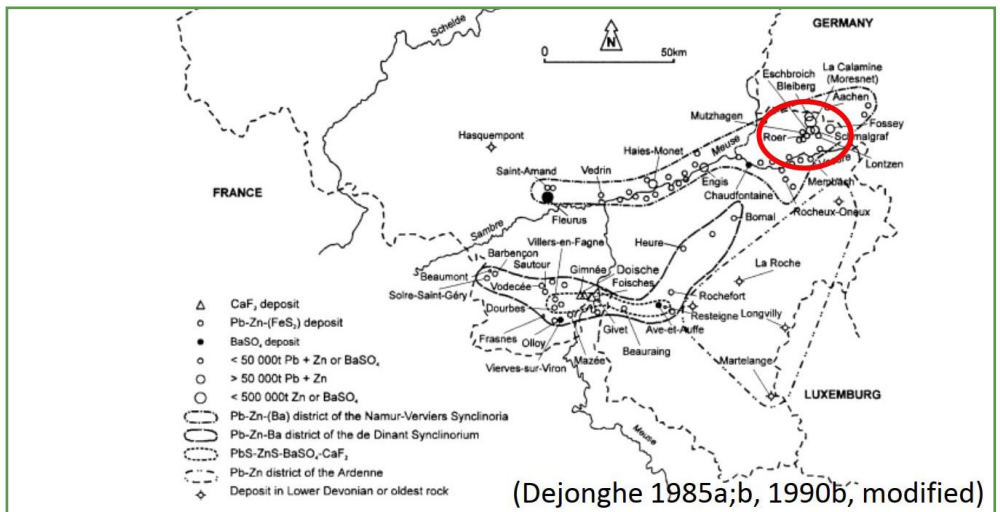 GERMANY
Schelde
N
0 50km
La Calamine
(Moresnet)
Eschbroich
Bleiberg
Aachen
Mutzhagen
Fossey
Roer
Schmalgraf
Hasquempont
Meuse
Haies-Monet
Lontzen
Vesdre
Saint-Amand
Vedrin
Engis
Membach
FRANCE
Chaudfontaine
Rocheux-Oneux
Fleurus
Bornal
Sambre
Villers-en-Fagne
Heure
Barbençon
Sautour
Gimnée
Doische
La Roche
Beaumont
Vodecée
Foisches
Solre-Saint-Géry
Rochefort
Dourbes
Resteigne
Longvilly
Frasnes
Olloy
Givet
Ave-et-Auffe
Mazée
Beauraing
Vierves-sur-Viron
Martelange
LUXEMBURG
Meuse
CaF2 deposit
Pb-Zn-(FeS2) deposit
BaSO4 deposit
< 50 000t Pb + Zn or BaSO4
> 50 000t Pb + Zn
< 500 000t Zn or BaSO4
Pb-Zn-(Ba) district of the Namur-Verviers Synclinoria
Pb-Zn-Ba district of the de Dinant Synclinorium
PbS-ZnS-BaSO4-CaF2
Pb-Zn district of the Ardenne
Deposit in Lower Devonian or oldest rock
(Dejonghe 1985a;b, 1990b, modified)